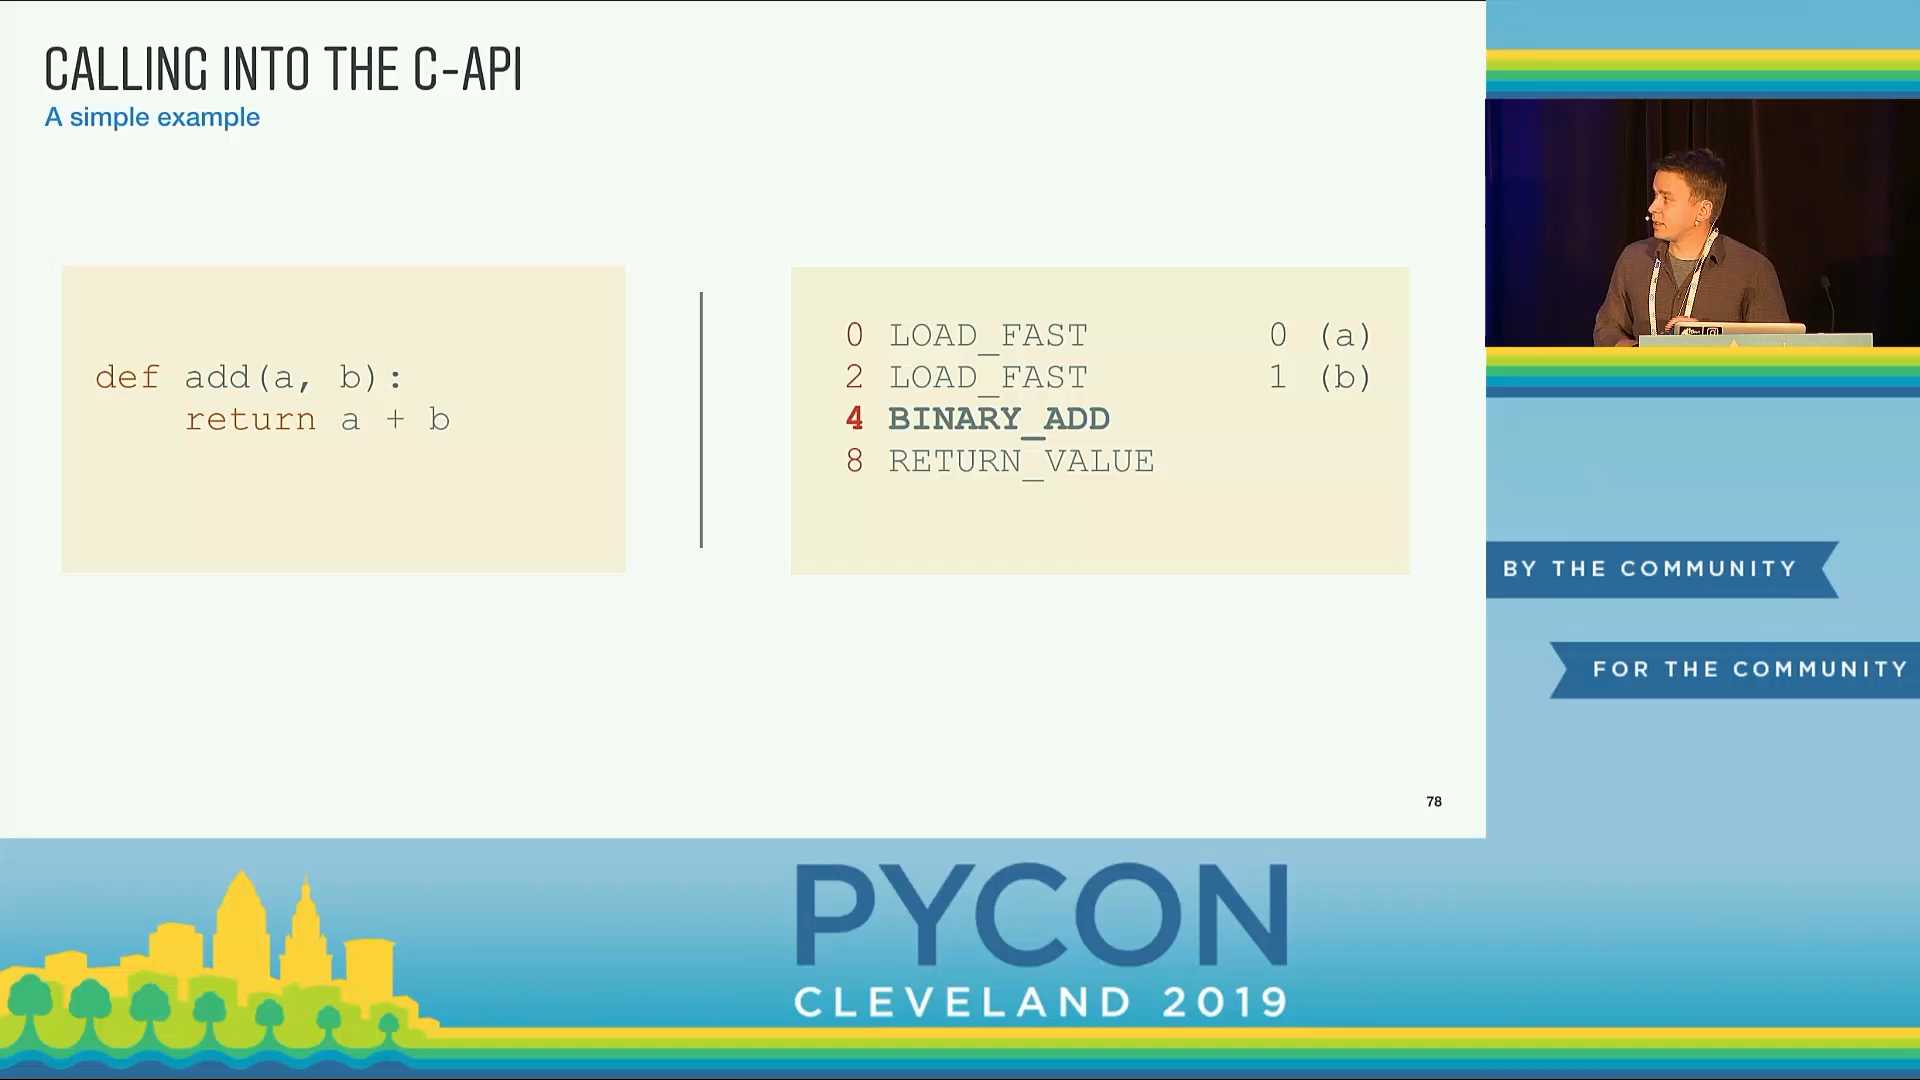 CALLING INTO THE C-API
A simple example
def add(a, b):
return a + b
0 LOAD_FAST 0 (a)
2 LOAD_FAST 1 (b)
4 BINARY_ADD
8 RETURN_VALUE
78
BY THE COMMUNITY
FOR THE COMMUNITY
PYCON
CLEVELAND 2019